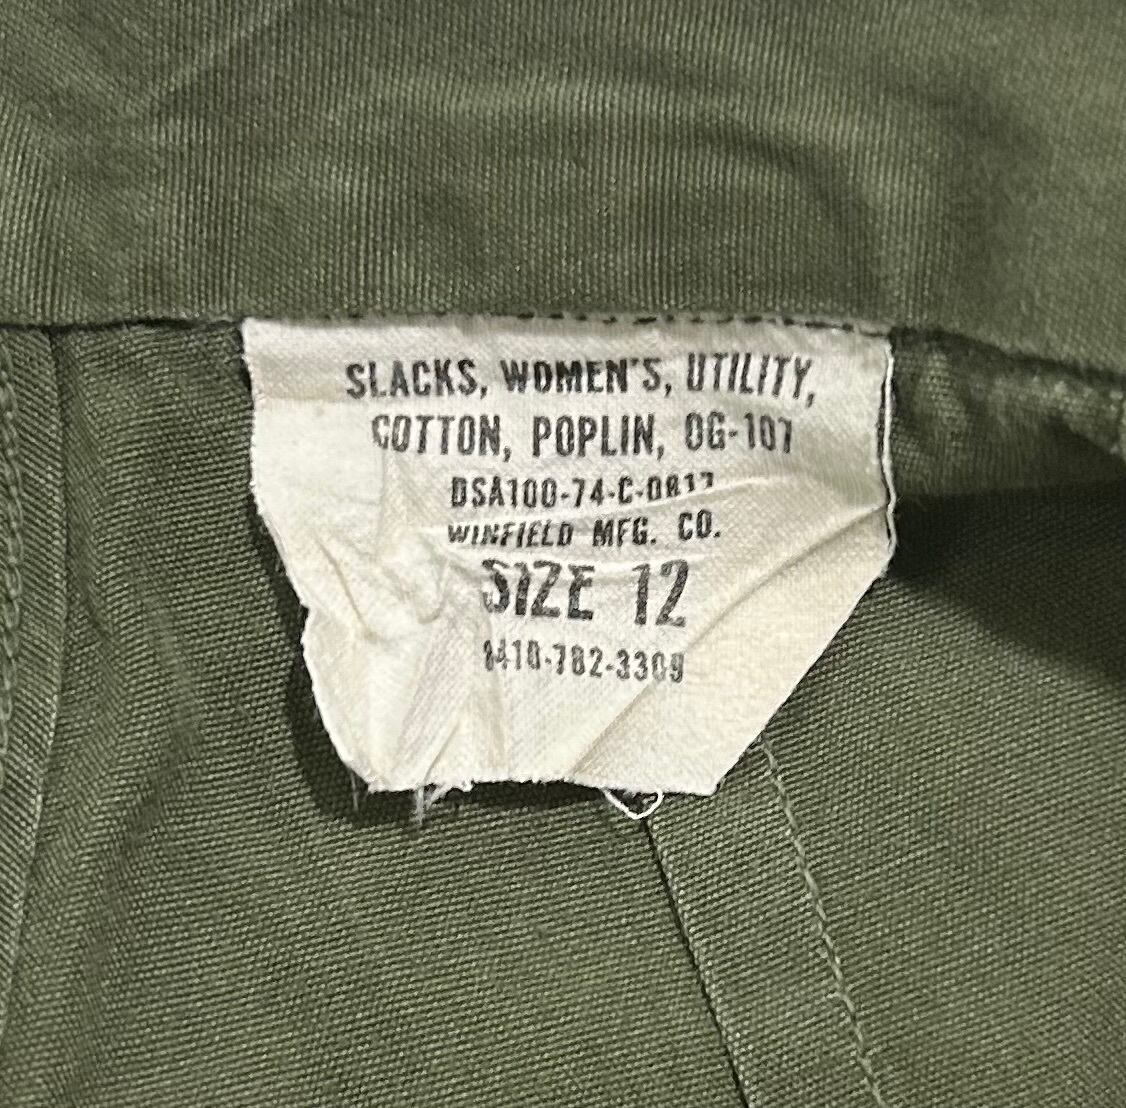 SLACKS, WOMEN'S, UTILITY,
COTTON, POPLIN, OG-107
DSA100-74-C-0817
WINFIELD MFG. CO.
SIZE 12
8410-782-3309